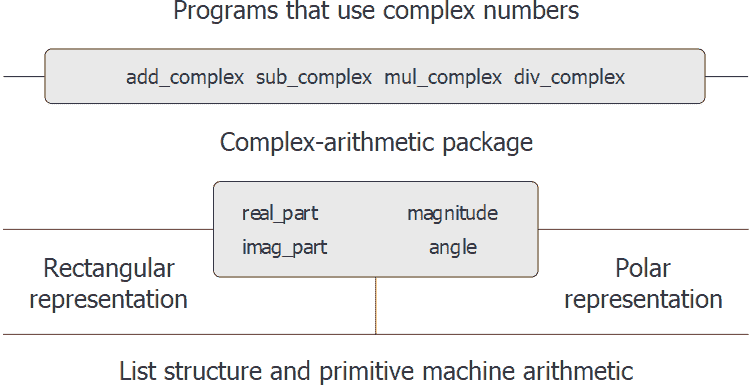 Programs that use complex numbers
add_complex sub_complex mul_complex div_complex
Complex-arithmetic package
real_part magnitude
imag_part angle
Rectangular
representation
Polar
representation
List structure and primitive machine arithmetic